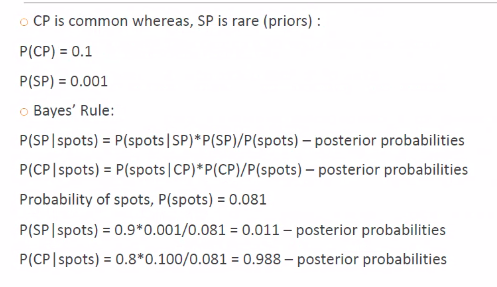 ○ CP is common whereas, SP is rare (priors) :
P(CP) = 0.1
P(SP) = 0.001
○ Bayes’ Rule:
P(SP|spots) = P(spots|SP)*P(SP)/P(spots) – posterior probabilities
P(CP|spots) = P(spots|CP)*P(CP)/P(spots) – posterior probabilities
Probability of spots, P(spots) = 0.081
P(SP|spots) = 0.9*0.001/0.081 = 0.011 – posterior probabilities
P(CP|spots) = 0.8*0.100/0.081 = 0.988 – posterior probabilities